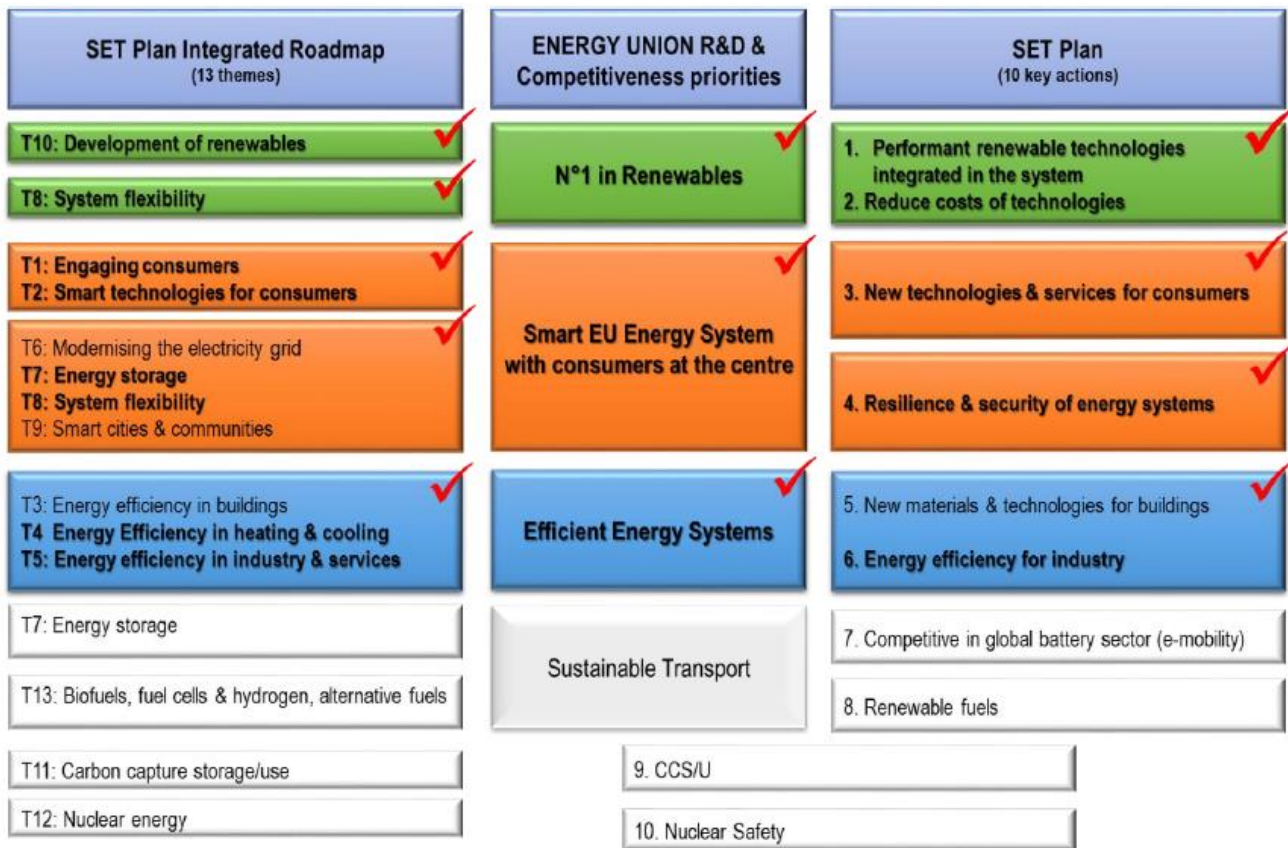 SET Plan Integrated Roadmap
(13 themes)
ENERGY UNION R&D &
Competitiveness priorities
SET Plan
(10 key actions)
T10: Development of renewables
T8: System flexibility
N°1 in Renewables
1. Performant renewable technologies
integrated in the system
2. Reduce costs of technologies
T1: Engaging consumers
T2: Smart technologies for consumers
T6: Modernising the electricity grid
T7: Energy storage
T8: System flexibility
T9: Smart cities & communities
Smart EU Energy System
with consumers at the centre
3. New technologies & services for consumers
4. Resilience & security of energy systems
T3: Energy efficiency in buildings
T4 Energy Efficiency in heating & cooling
T5: Energy efficiency in industry & services
Efficient Energy Systems
5. New materials & technologies for buildings
6. Energy efficiency for industry
T7: Energy storage
T13: Biofuels, fuel cells & hydrogen, alternative fuels
Sustainable Transport
7. Competitive in global battery sector (e-mobility)
8. Renewable fuels
T11: Carbon capture storage/use
9. CCS/U
T12: Nuclear energy
10. Nuclear Safety